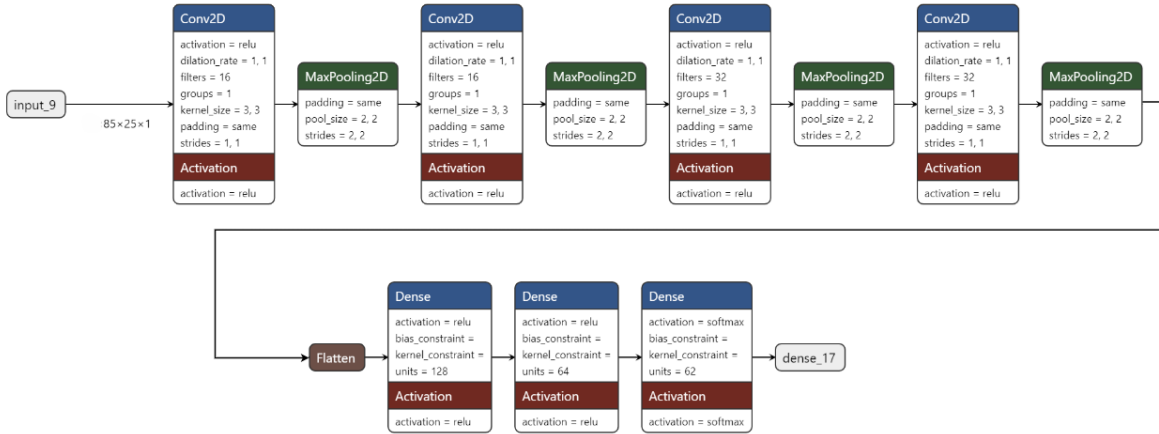 input_9
85×25×1
Conv2D
activation = relu
dilation_rate = 1, 1
filters = 16
groups = 1
kernel_size = 3, 3
padding = same
strides = 1, 1
Activation
activation = relu
MaxPooling2D
padding = same
pool_size = 2, 2
strides = 2, 2
Conv2D
activation = relu
dilation_rate = 1, 1
filters = 16
groups = 1
kernel_size = 3, 3
padding = same
strides = 1, 1
Activation
activation = relu
MaxPooling2D
padding = same
pool_size = 2, 2
strides = 2, 2
Conv2D
activation = relu
dilation_rate = 1, 1
filters = 32
groups = 1
kernel_size = 3, 3
padding = same
strides = 1, 1
Activation
activation = relu
MaxPooling2D
padding = same
pool_size = 2, 2
strides = 2, 2
Conv2D
activation = relu
dilation_rate = 1, 1
filters = 32
groups = 1
kernel_size = 3, 3
padding = same
strides = 1, 1
Activation
activation = relu
MaxPooling2D
padding = same
pool_size = 2, 2
strides = 2, 2
Flatten
Dense
activation = relu
bias_constraint =
kernel_constraint =
units = 128
Activation
activation = relu
Dense
activation = relu
bias_constraint =
kernel_constraint =
units = 64
Activation
activation = relu
Dense
activation = softmax
bias_constraint =
kernel_constraint =
units = 62
Activation
activation = softmax
dense_17